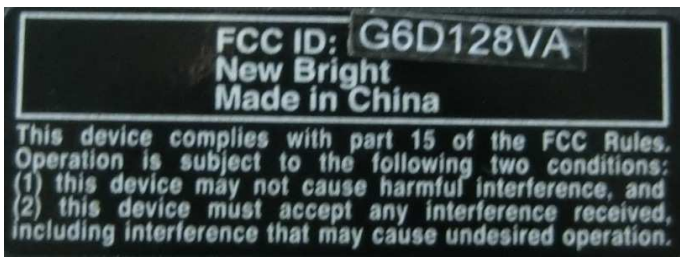 FCC ID: G6D128VA
New Bright
Made in China
This device complies with part 15 of the FCC Rules.
Operation is subject to the following two conditions:
(1) this device may not cause harmful interference, and
(2) this device must accept any interference received,
including interference that may cause undesired operation.